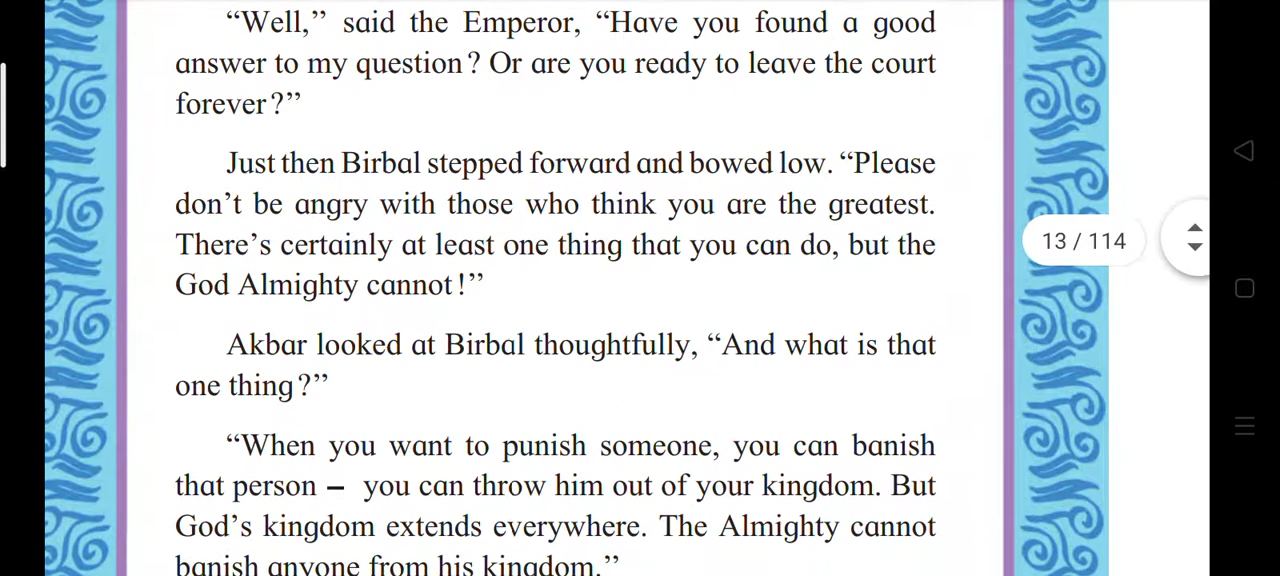 “Well,” said the Emperor, “Have you found a good
answer to my question? Or are you ready to leave the court
forever?”
Just then Birbal stepped forward and bowed low. “Please
don’t be angry with those who think you are the greatest.
There’s certainly at least one thing that you can do, but the
God Almighty cannot!”
13 / 114
Akbar looked at Birbal thoughtfully, “And what is that
one thing?”
“When you want to punish someone, you can banish
that person – you can throw him out of your kingdom. But
God’s kingdom extends everywhere. The Almighty cannot
banish anyone from his kingdom.”